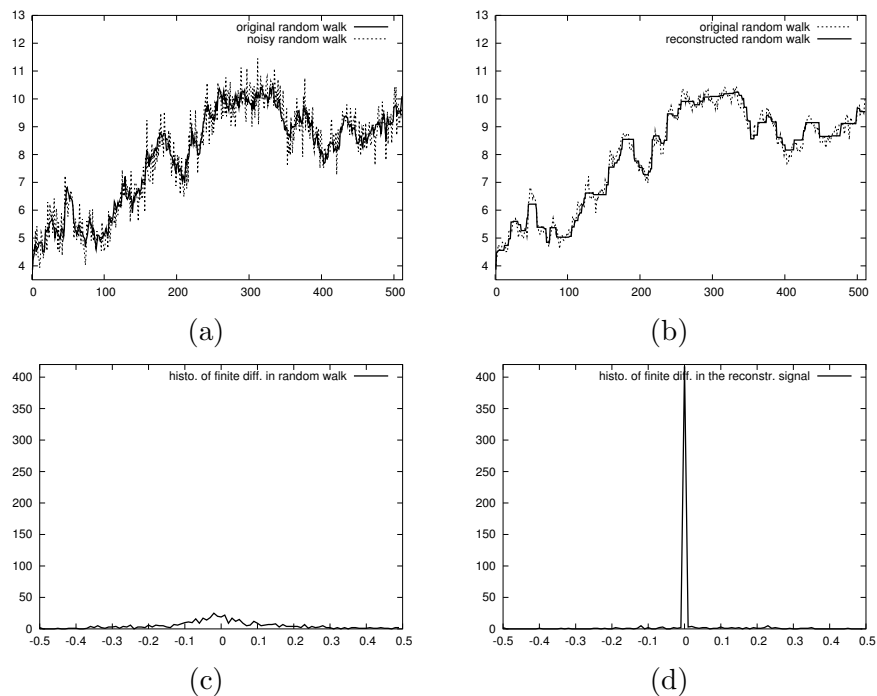 13
12
11
10
9
8
7
6
5
4
original random walk
noisy random walk
0 100 200 300 400 500
(a)
13
12
11
10
9
8
7
6
5
4
original random walk
reconstructed random walk
0 100 200 300 400 500
(b)
400
350
300
250
200
150
100
50
0
histo. of finite diff. in random walk
-0.5 -0.4 -0.3 -0.2 -0.1 0 0.1 0.2 0.3 0.4 0.5
(c)
400
350
300
250
200
150
100
50
0
histo. of finite diff. in the reconstr. signal
-0.5 -0.4 -0.3 -0.2 -0.1 0 0.1 0.2 0.3 0.4 0.5
(d)